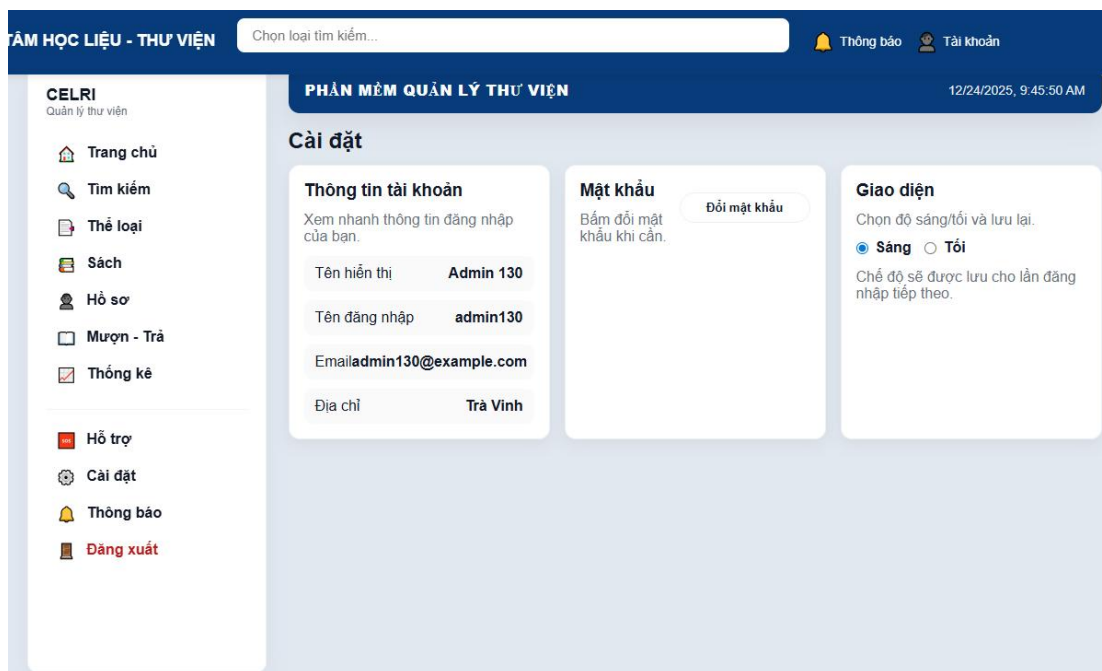 TÂM HỌC LIỆU - THƯ VIỆN
Chọn loại tìm kiếm...
Thông báo
Tài khoản
CELRI
Quản lý thư viện
Trang chủ
Tìm kiếm
Thể loại
Sách
Hồ sơ
Mượn - Trả
Thống kê
Hỗ trợ
Cài đặt
Thông báo
Đăng xuất
PHẦN MỀM QUẢN LÝ THƯ VIỆN
12/24/2025, 9:45:50 AM
Cài đặt
Thông tin tài khoản
Xem nhanh thông tin đăng nhập
của bạn.
Tên hiển thị Admin 130
Tên đăng nhập admin130
Emailadmin130@example.com
Địa chỉ Trà Vinh
Mật khẩu
Bấm đổi mật
khẩu khi cần.
Đổi mật khẩu
Giao diện
Chọn độ sáng/tối và lưu lại.
Sáng Tối
Chế độ sẽ được lưu cho lần đăng
nhập tiếp theo.